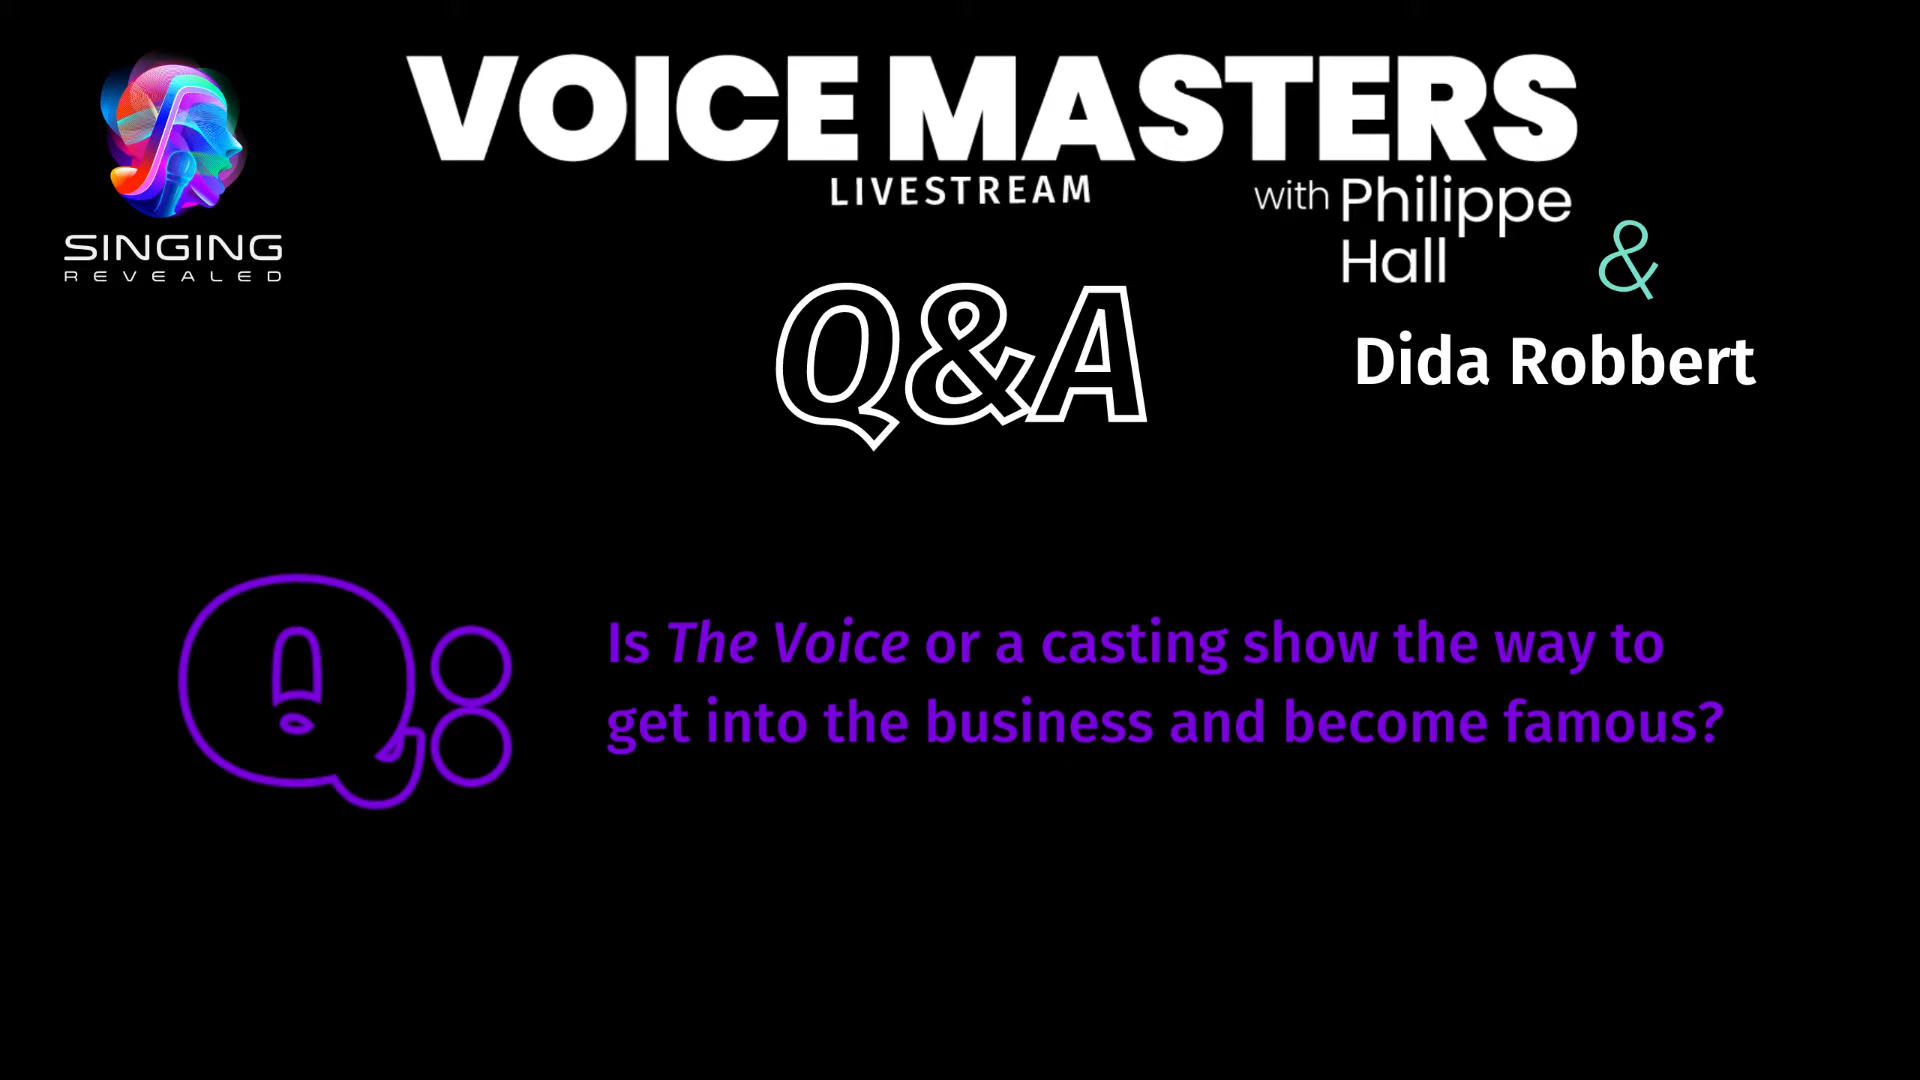 VOICE MASTERS
LIVESTREAM
with Philippe
Hall
&
Dida Robbert
SINGING
REVEALED
Q&A
Q:
Is The Voice or a casting show the way to
get into the business and become famous?